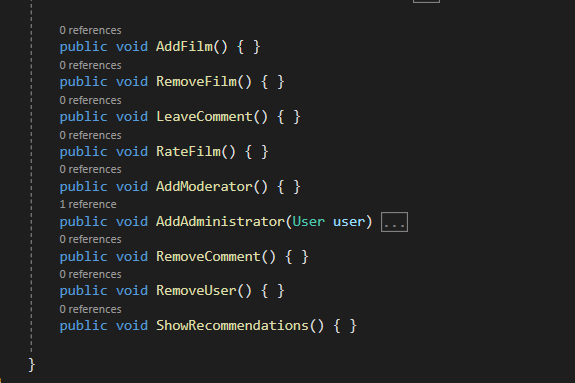 0 references
public void AddFilm() { }
0 references
public void RemoveFilm() { }
0 references
public void LeaveComment() { }
0 references
public void RateFilm() { }
0 references
public void AddModerator() { }
1 reference
public void AddAdministrator(User user) ...
0 references
public void RemoveComment() { }
0 references
public void RemoveUser() { }
0 references
public void ShowRecommendations() { }
}